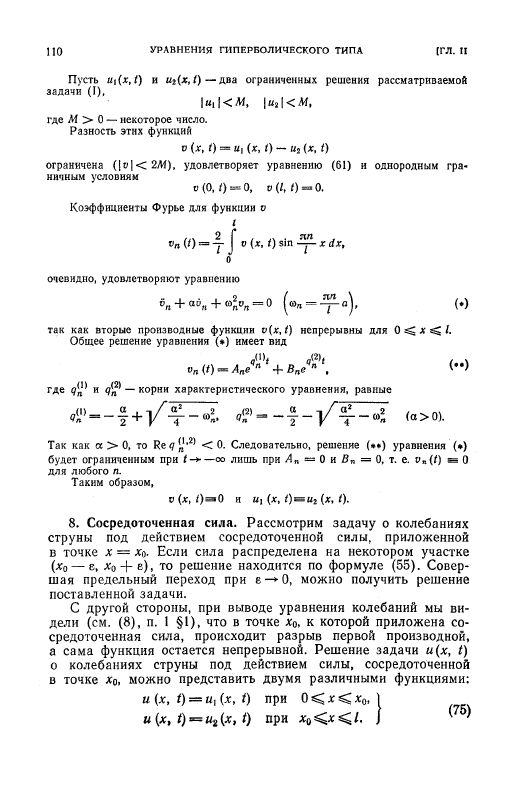 110 УРАВНЕНИЯ ГИПЕРБОЛИЧЕСКОГО ТИПА [ГЛ. II
Пусть u₁(x, t) и u₂(x, t) — два ограниченных решения рассматриваемой
задачи (I),
|u₁| < M, |u₂| < M,
где M > 0 — некоторое число.
Разность этих функций
v (x, t) = u₁ (x, t) − u₂ (x, t)
ограничена (|v| < 2M), удовлетворяет уравнению (61) и однородным гра-
ничным условиям
v (0, t) = 0, v (l, t) = 0.
Коэффициенты Фурье для функции v
vₙ (t) = 2/l ∫₀ˡ v (x, t) sin πn/l x dx,
очевидно, удовлетворяют уравнению
v̈ₙ + αv̇ₙ + ωₙ²vₙ = 0 (ωₙ = πn/l a), (*)
так как вторые производные функции v(x, t) непрерывны для 0 ⩽ x ⩽ l.
Общее решение уравнения (*) имеет вид
vₙ (t) = Aₙe^{qₙ^{(1)}t} + Bₙe^{qₙ^{(2)}t}, (**)
где qₙ^{(1)} и qₙ^{(2)} — корни характеристического уравнения, равные
qₙ^{(1)} = − α/2 + √(α²/4 − ωₙ²), qₙ^{(2)} = − α/2 − √(α²/4 − ωₙ²) (α > 0).
Так как α > 0, то Re qₙ^{(1,2)} < 0. Следовательно, решение (**) уравнения (*)
будет ограниченным при t → −∞ лишь при Aₙ = 0 и Bₙ = 0, т. е. vₙ (t) ≡ 0
для любого n.
Таким образом,
v (x, t) ≡ 0 и u₁ (x, t) ≡ u₂ (x, t).
8. Сосредоточенная сила. Рассмотрим задачу о колебаниях
струны под действием сосредоточенной силы, приложенной
в точке x = x₀. Если сила распределена на некотором участке
(x₀ — ε, x₀ + ε), то решение находится по формуле (55). Совер-
шая предельный переход при ε → 0, можно получить решение
поставленной задачи.
С другой стороны, при выводе уравнения колебаний мы ви-
дели (см. (8), п. 1 §1), что в точке x₀, к которой приложена со-
средоточенная сила, происходит разрыв первой производной,
а сама функция остается непрерывной. Решение задачи u(x, t)
о колебаниях струны под действием силы, сосредоточенной
в точке x₀, можно представить двумя различными функциями:
u (x, t) = u₁ (x, t) при 0 ⩽ x ⩽ x₀, }
u (x, t) = u₂ (x, t) при x₀ ⩽ x ⩽ l. } (75)